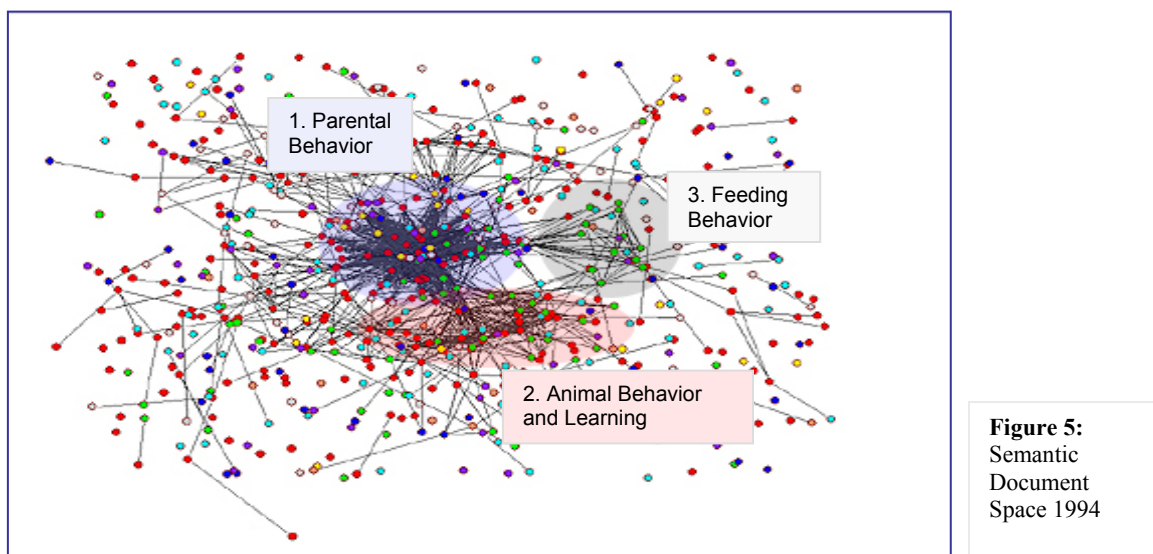 1. Parental
Behavior
3. Feeding
Behavior
2. Animal Behavior
and Learning
Figure 5:
Semantic
Document
Space 1994